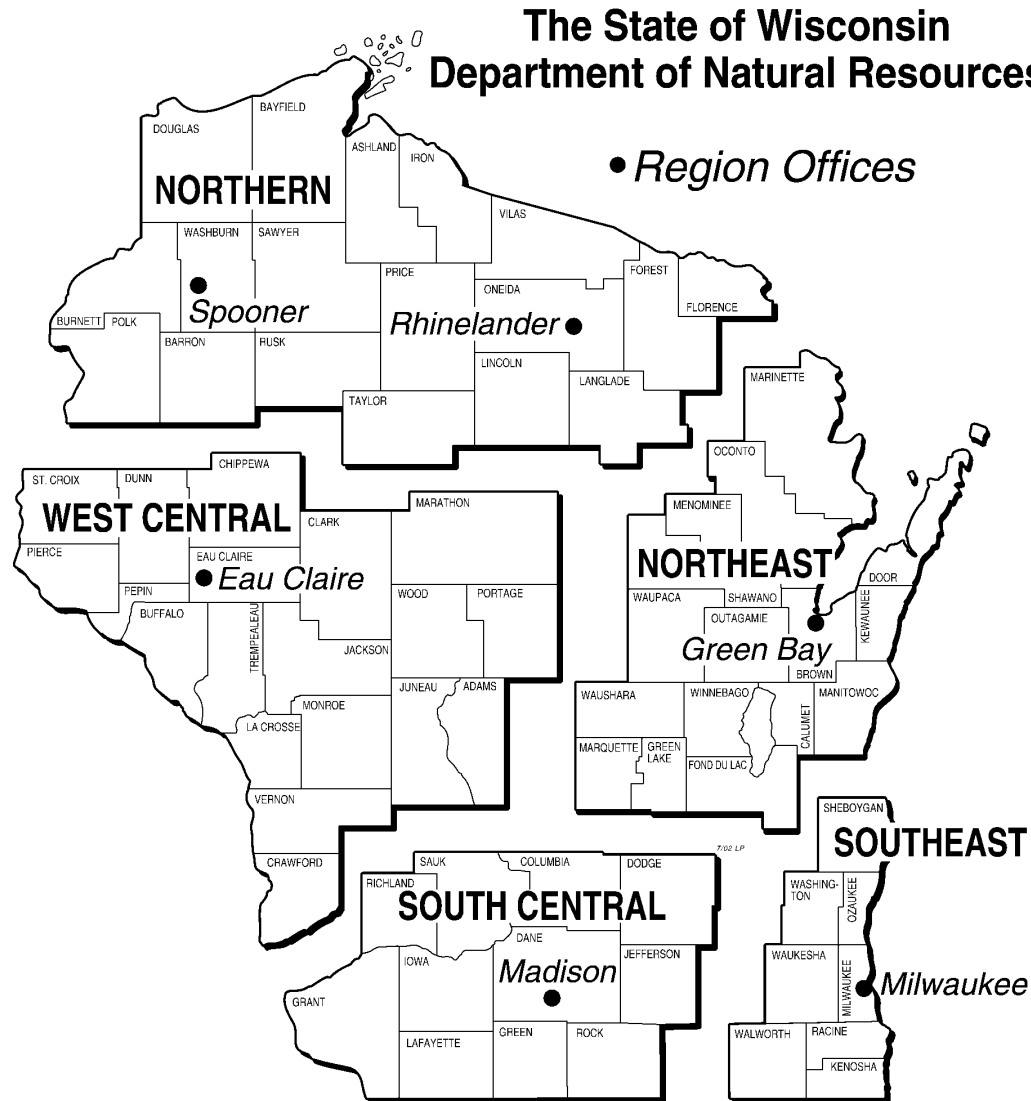 The State of Wisconsin
Department of Natural Resources
Region Offices
BAYFIELD
DOUGLAS
ASHLAND
IRON
NORTHERN
VILAS
WASHBURN
SAWYER
PRICE
FOREST
ONEIDA
FLORENCE
Spooner
Rhinelander
BURNETT
POLK
BARRON
RUSK
LINCOLN
LANGLADE
TAYLOR
MARINETTE
OCONTO
CHIPPEWA
ST. CROIX
DUNN
MARATHON
MENOMINEE
WEST CENTRAL
CLARK
PIERCE
EAU CLAIRE
Eau Claire
NORTHEAST
DOOR
PEPIN
WOOD
PORTAGE
WAUPACA
SHAWANO
BUFFALO
OUTAGAMIE
KEWAUNEE
TREMPEALEAU
JACKSON
Green Bay
BROWN
JUNEAU
ADAMS
WAUSHARA
WINNEBAGO
MANITOWOC
MONROE
LA CROSSE
CALUMET
MARQUETTE
GREEN
LAKE
FOND DU LAC
VERNON
SHEBOYGAN
SOUTHEAST
7/02 LP
CRAWFORD
SAUK
COLUMBIA
DODGE
RICHLAND
WASHING-
TON
OZAUKEE
SOUTH CENTRAL
DANE
IOWA
JEFFERSON
WAUKESHA
Madison
MILWAUKEE
Milwaukee
GRANT
LAFAYETTE
GREEN
ROCK
WALWORTH
RACINE
KENOSHA